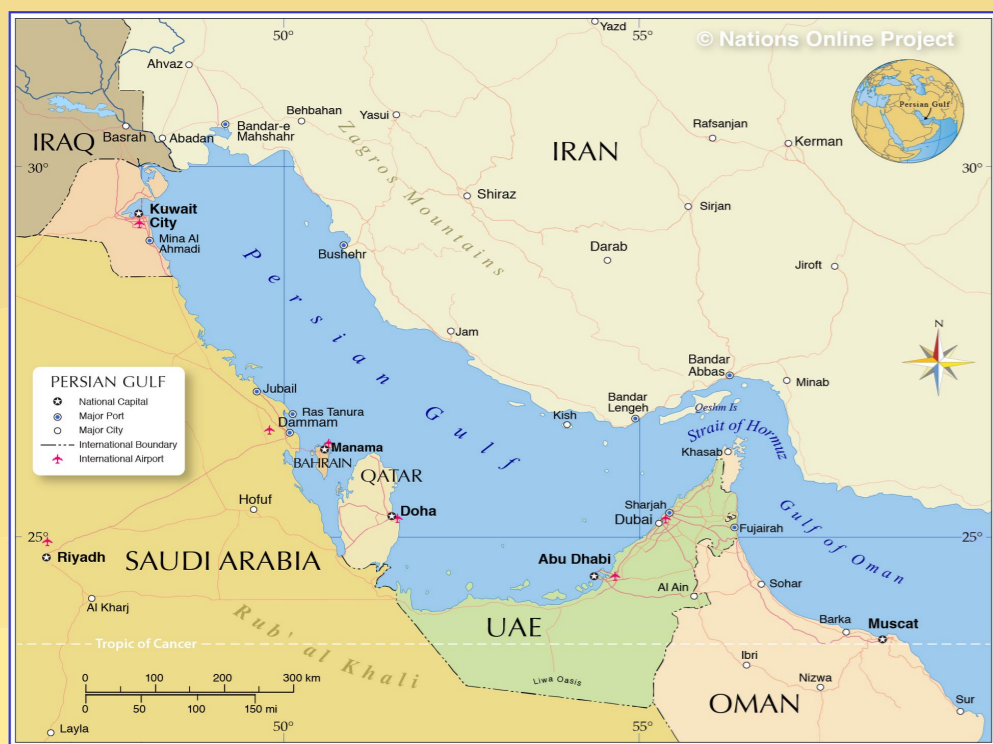 50°
55°
Yazd
© Nations Online Project
Ahvaz
Behbahan
Yasui
Bandar-e
Mahshahr
Abadan
Basrah
IRAQ
Zagros Mountains
IRAN
Rafsanjan
Kerman
Persian Gulf
30°
30°
Shiraz
Sirjan
Kuwait
City
Mina Al
Ahmadi
Bushehr
Darab
Jiroft
Persian Gulf
Jam
N
Bandar
Abbas
Minab
PERSIAN GULF
National Capital
Major Port
Major City
International Boundary
International Airport
Jubail
Ras Tanura
Dammam
Kish
Bandar
Lengeh
Qeshm Is
Strait of Hormuz
Khasab
Manama
BAHRAIN
QATAR
Hofuf
Doha
Sharjah
Dubai
Fujairah
Gulf of Oman
25°
25°
Riyadh
SAUDI ARABIA
Abu Dhabi
Al Ain
Sohar
Al Kharj
Rub' al Khali
UAE
Barka
Muscat
Tropic of Cancer
Ibri
Nizwa
Liwa Oasis
OMAN
Sur
0 100 200 300 km
0 50 100 150 mi
Layla
50°
55°